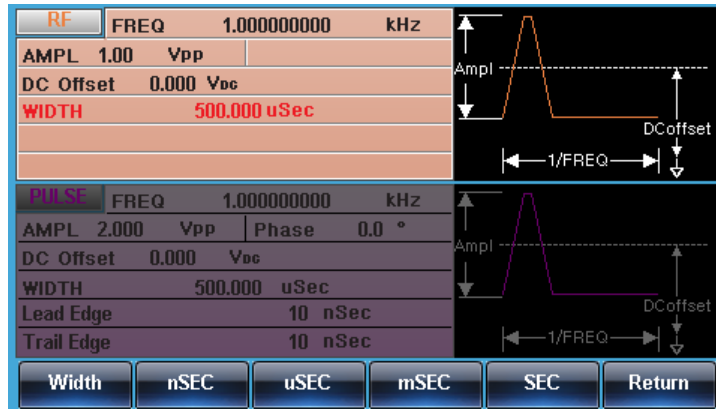 RF FREQ 1.000000000 kHz
AMPL 1.00 Vpp
DC Offset 0.000 VDC
WIDTH 500.000 uSec
Ampl
DCoffset
1/FREQ
PULSE FREQ 1.000000000 kHz
AMPL 2.000 Vpp Phase 0.0 °
DC Offset 0.000 VDC
WIDTH 500.000 uSec
Lead Edge 10 nSec
Trail Edge 10 nSec
Ampl
DCoffset
1/FREQ
Width nSEC uSEC mSEC SEC Return